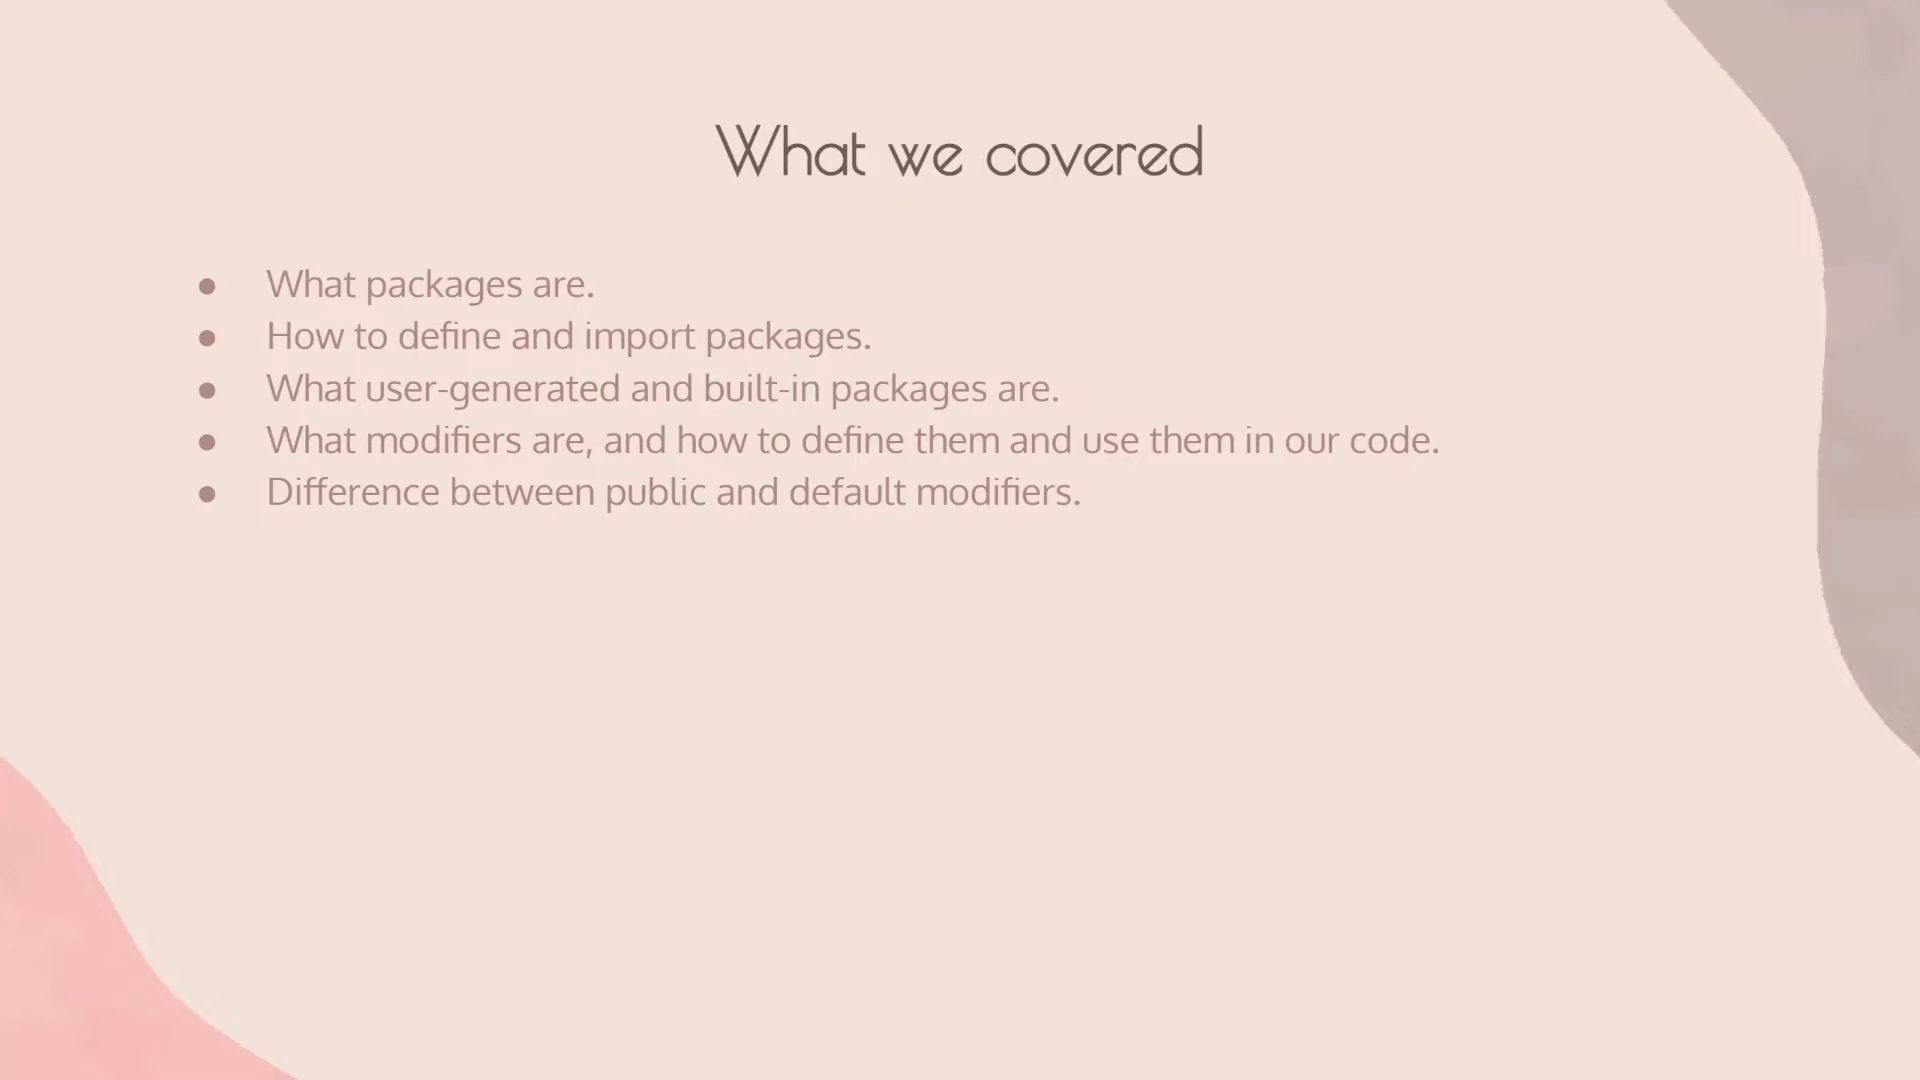 What we covered
● What packages are.
● How to define and import packages.
● What user-generated and built-in packages are.
● What modifiers are, and how to define them and use them in our code.
● Difference between public and default modifiers.